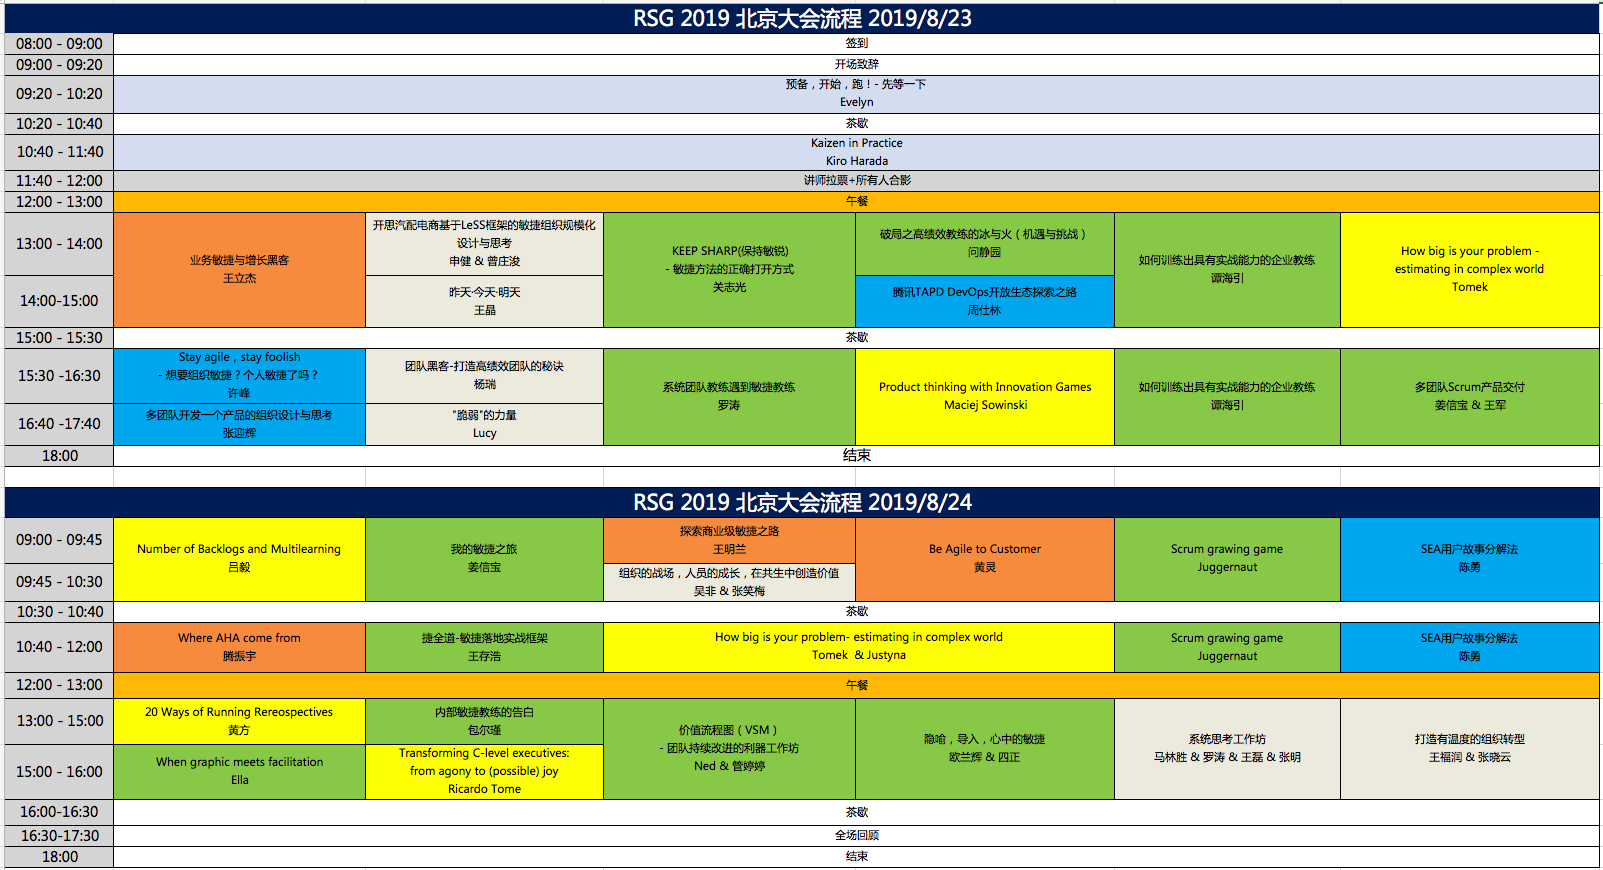 RSG 2019 北京大会流程 2019/8/23
08:00 - 09:00
签到
09:00 - 09:20
开场致辞
09:20 - 10:20
预备，开始，跑！- 先等一下
Evelyn
10:20 - 10:40
茶歇
10:40 - 11:40
Kaizen in Practice
Kiro Harada
11:40 - 12:00
讲师拉票+所有人合影
12:00 - 13:00
午餐
13:00 - 14:00
14:00-15:00
业务敏捷与增长黑客
王立杰
开思汽配电商基于LeSS框架的敏捷组织规模化
设计与思考
申健 & 曾庄浚
昨天·今天·明天
王晶
KEEP SHARP(保持敏锐)
- 敏捷方法的正确打开方式
关志光
破局之高绩效教练的冰与火（机遇与挑战）
问静园
腾讯TAPD DevOps开放生态探索之路
周仕林
如何训练出具有实战能力的企业教练
谭海引
How big is your problem -
estimating in complex world
Tomek
15:00 - 15:30
茶歇
15:30 -16:30
16:40 -17:40
Stay agile，stay foolish
- 想要组织敏捷？个人敏捷了吗？
许峰
多团队开发一个产品的组织设计与思考
张迎辉
团队黑客-打造高绩效团队的秘诀
杨瑞
"脆弱"的力量
Lucy
系统团队教练遇到敏捷教练
罗涛
Product thinking with Innovation Games
Maciej Sowinski
如何训练出具有实战能力的企业教练
谭海引
多团队Scrum产品交付
姜信宝 & 王军
18:00
结束
RSG 2019 北京大会流程 2019/8/24
09:00 - 09:45
09:45 - 10:30
Number of Backlogs and Multilearning
吕毅
我的敏捷之旅
姜信宝
探索商业级敏捷之路
王明兰
组织的战场，人员的成长，在共生中创造价值
吴非 & 张笑梅
Be Agile to Customer
黄灵
Scrum grawing game
Juggernaut
SEA用户故事分解法
陈勇
10:30 - 10:40
茶歇
10:40 - 12:00
Where AHA come from
腾振宇
捷全道-敏捷落地实战框架
王存浩
How big is your problem- estimating in complex world
Tomek & Justyna
Scrum grawing game
Juggernaut
SEA用户故事分解法
陈勇
12:00 - 13:00
午餐
13:00 - 15:00
15:00 - 16:00
20 Ways of Running Rereospectives
黄方
When graphic meets facilitation
Ella
内部敏捷教练的告白
包尔瑾
Transforming C-level executives:
from agony to (possible) joy
Ricardo Tome
价值流程图（VSM）
- 团队持续改进的利器工作坊
Ned & 管婷婷
隐喻，导入，心中的敏捷
欧兰辉 & 四正
系统思考工作坊
马林胜 & 罗涛 & 王磊 & 张明
打造有温度的组织转型
王福润 & 张晓云
16:00-16:30
茶歇
16:30-17:30
全场回顾
18:00
结束